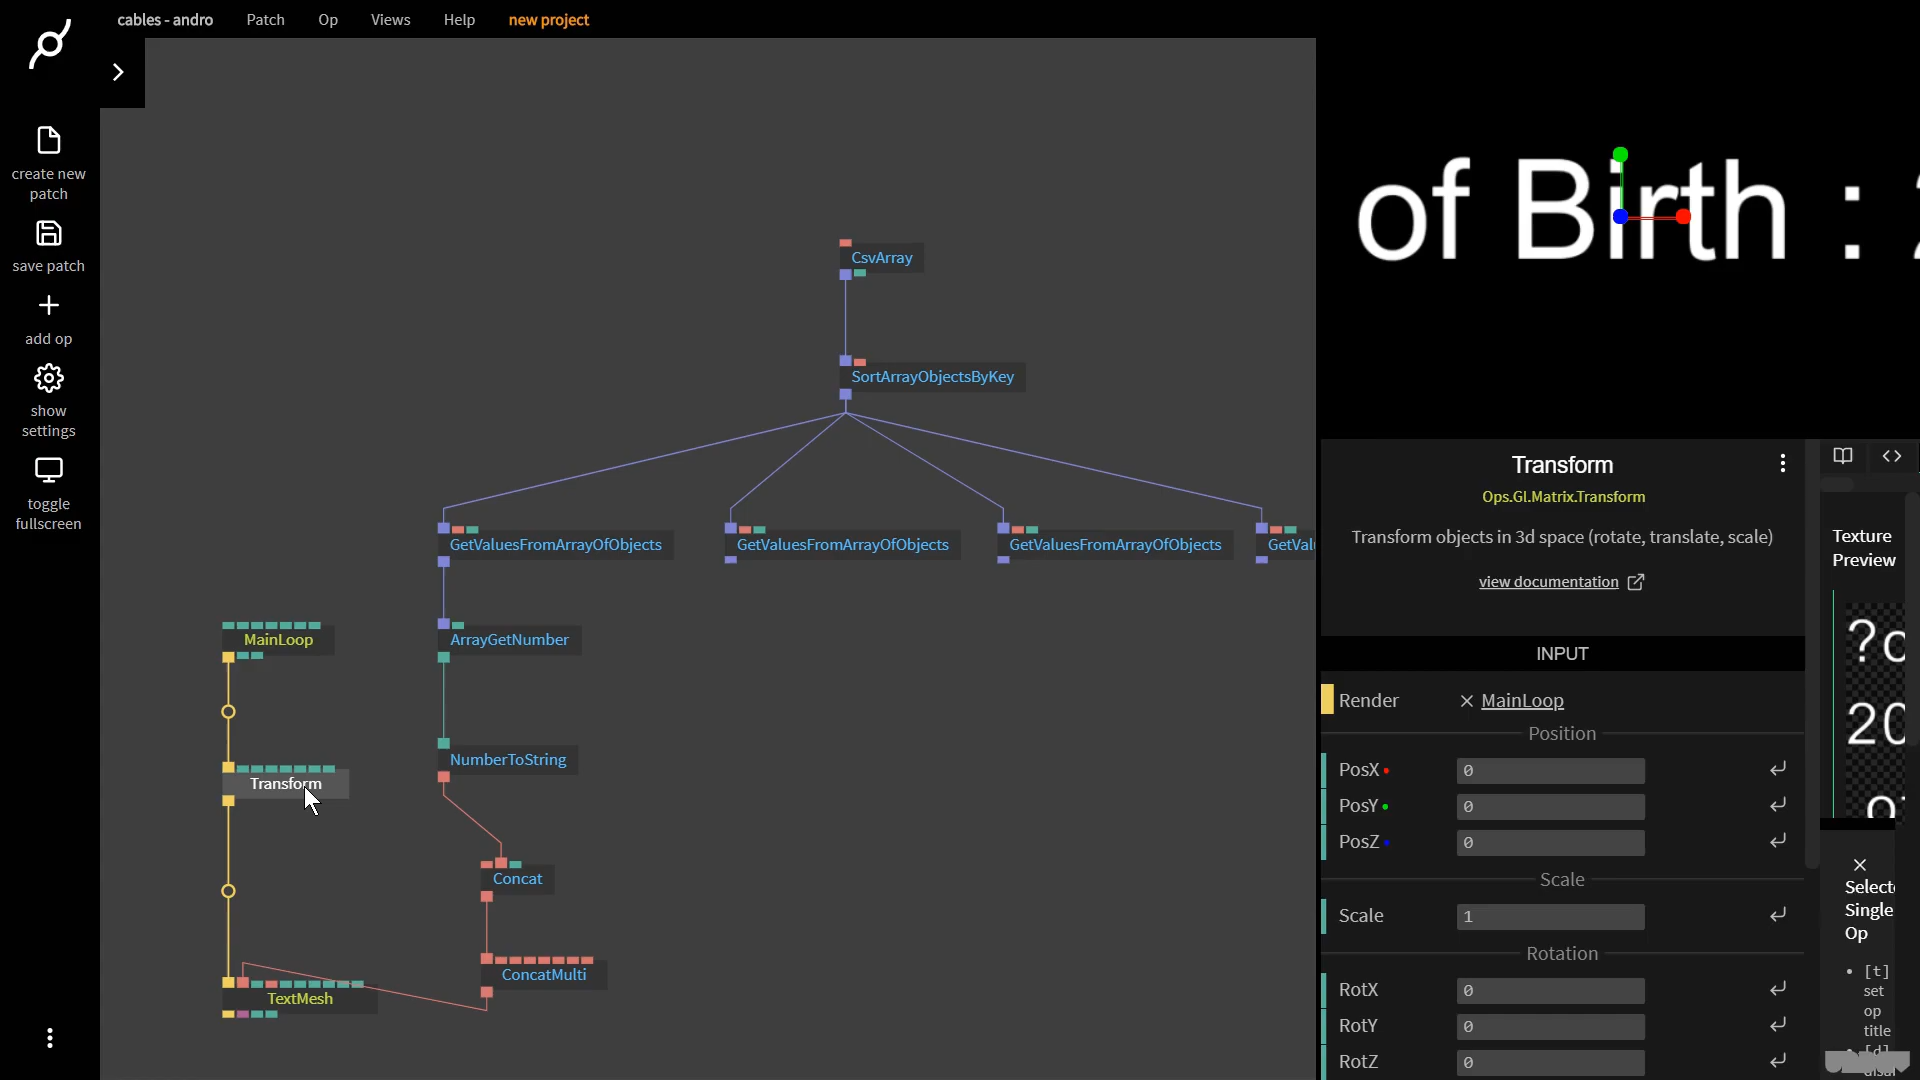 cables - andro
Patch
Op
Views
Help
new project
create new
patch
save patch
add op
show
settings
toggle
fullscreen
CsvArray
SortArrayObjectsByKey
GetValuesFromArrayOfObjects
GetValuesFromArrayOfObjects
GetValuesFromArrayOfObjects
GetVal
MainLoop
ArrayGetNumber
Transform
NumberToString
Concat
ConcatMulti
TextMesh
of Birth :
Transform
Ops.Gl.Matrix.Transform
Transform objects in 3d space (rotate, translate, scale)
view documentation
INPUT
Render
MainLoop
Position
PosX
0
PosY
0
PosZ
0
Scale
Scale
1
Rotation
RotX
0
RotY
0
RotZ
0
Texture
Preview
Select
Single
Op
[t]
set
op
title
[d]